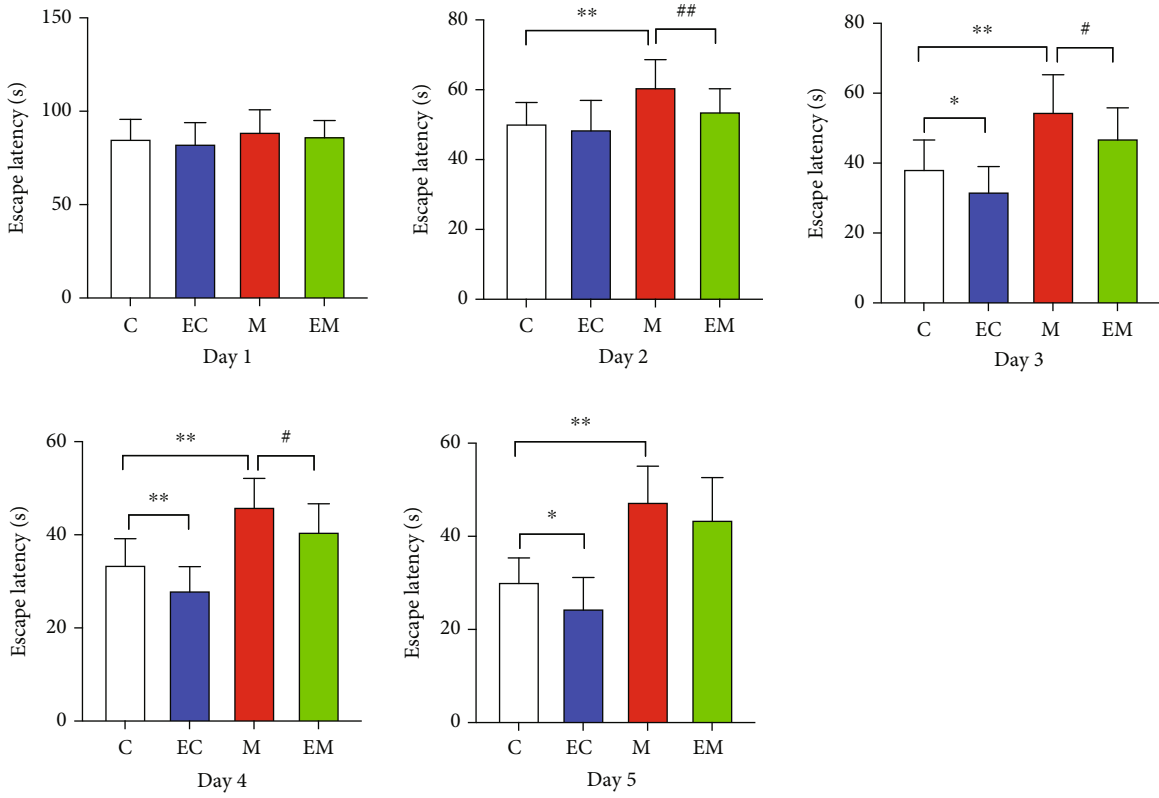 Escape latency (s)
150
100
50
0
C EC M EM
Day 1
Escape latency (s)
80
60
40
20
0
** ##
C EC M EM
Day 2
Escape latency (s)
80
60
40
20
0
** #
*
C EC M EM
Day 3
Escape latency (s)
60
40
20
0
** #
**
C EC M EM
Day 4
Escape latency (s)
60
40
20
0
**
*
C EC M EM
Day 5